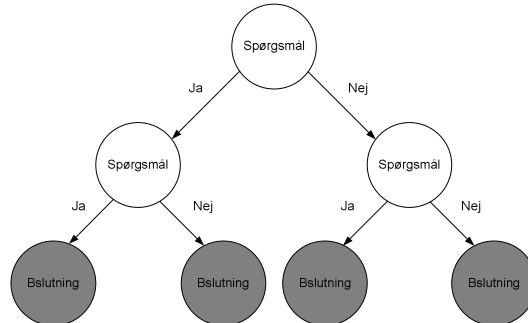 Spørgsmål
Ja
Nej
Spørgsmål
Spørgsmål
Ja
Nej
Ja
Nej
Bslutning
Bslutning
Bslutning
Bslutning